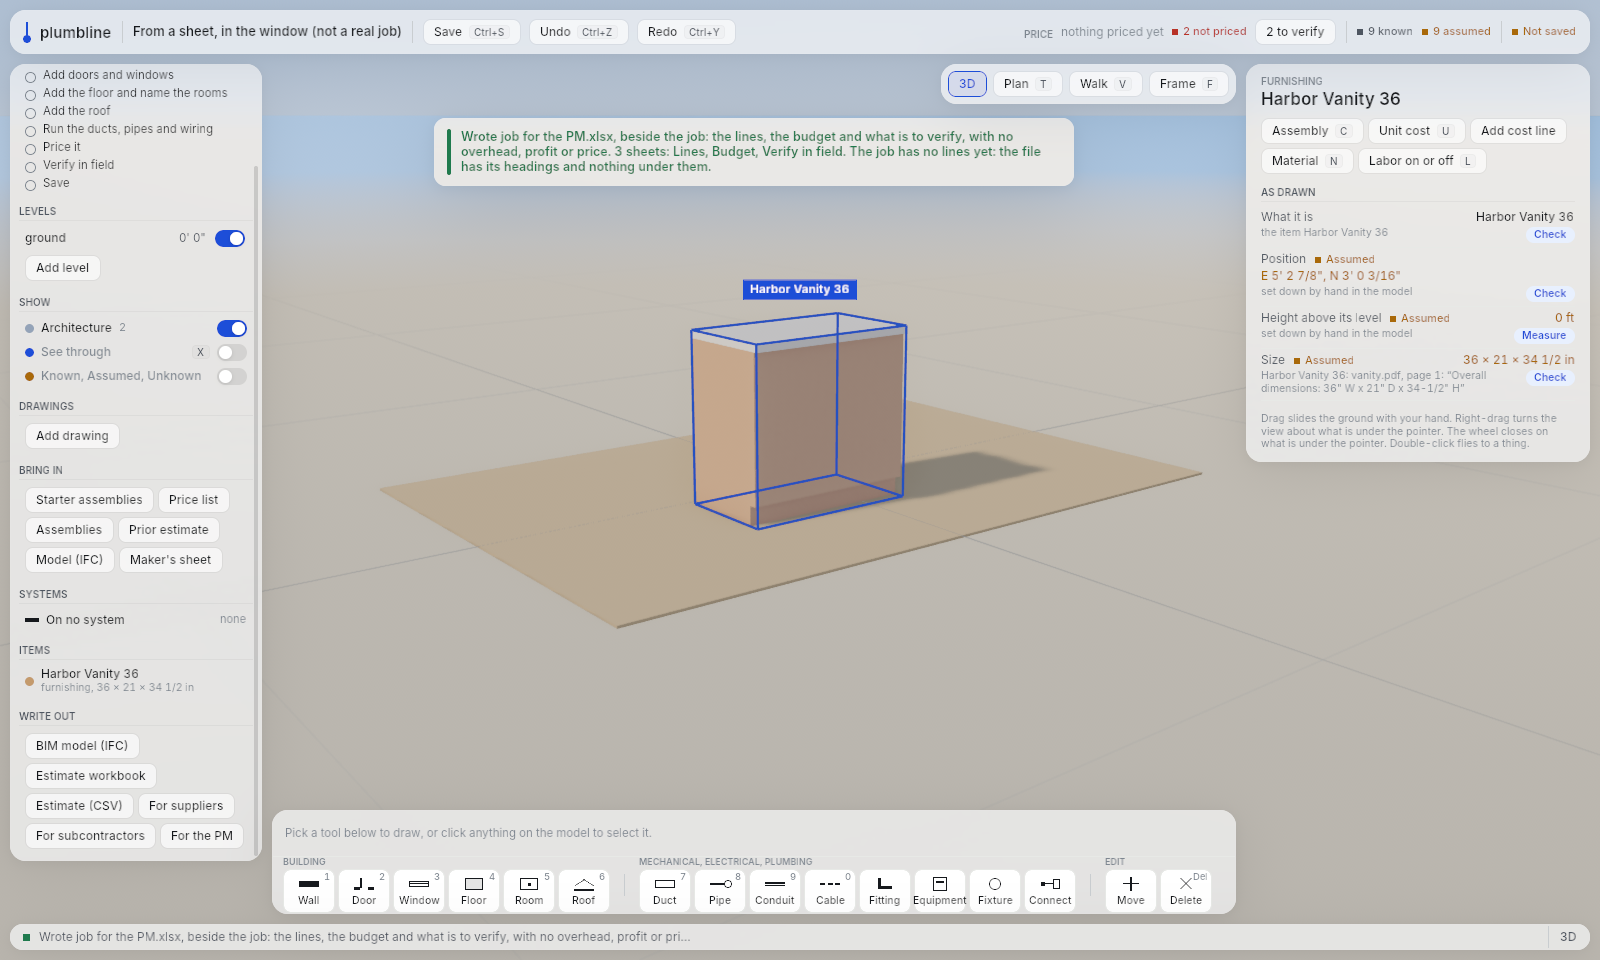 plumbline
From a sheet, in the window (not a real job)
Save Ctrl+S
Undo Ctrl+Z
Redo Ctrl+Y
PRICE nothing priced yet
2 not priced
2 to verify
9 known
9 assumed
Not saved
Add doors and windows
Add the floor and name the rooms
Add the roof
Run the ducts, pipes and wiring
Price it
Verify in field
Save
LEVELS
ground 0' 0"
Add level
SHOW
Architecture 2
See through X
Known, Assumed, Unknown
DRAWINGS
Add drawing
BRING IN
Starter assemblies Price list
Assemblies Prior estimate
Model (IFC) Maker's sheet
SYSTEMS
On no system none
ITEMS
Harbor Vanity 36
furnishing, 36 × 21 × 34 1/2 in
WRITE OUT
BIM model (IFC)
Estimate workbook
Estimate (CSV) For suppliers
For subcontractors For the PM
3D Plan T Walk V Frame F
Wrote job for the PM.xlsx, beside the job: the lines, the budget and what is to verify, with no
overhead, profit or price. 3 sheets: Lines, Budget, Verify in field. The job has no lines yet: the file
has its headings and nothing under them.
Harbor Vanity 36
FURNISHING
Harbor Vanity 36
Assembly C Unit cost U Add cost line
Material N Labor on or off L
AS DRAWN
What it is Harbor Vanity 36
the item Harbor Vanity 36 Check
Position Assumed
E 5' 2 7/8", N 3' 0 3/16"
set down by hand in the model Check
Height above its level Assumed 0 ft
set down by hand in the model Measure
Size Assumed 36 × 21 × 34 1/2 in
Harbor Vanity 36: vanity.pdf, page 1: “Overall Check
dimensions: 36" W x 21" D x 34-1/2" H”
Drag slides the ground with your hand. Right-drag turns the
view about what is under the pointer. The wheel closes on
what is under the pointer. Double-click flies to a thing.
Pick a tool below to draw, or click anything on the model to select it.
BUILDING
1 2 3 4 5 6
Wall Door Window Floor Room Roof
MECHANICAL, ELECTRICAL, PLUMBING
7 8 9 0
Duct Pipe Conduit Cable Fitting Equipment Fixture Connect
EDIT
Del
Move Delete
Wrote job for the PM.xlsx, beside the job: the lines, the budget and what is to verify, with no overhead, profit or pri...
3D